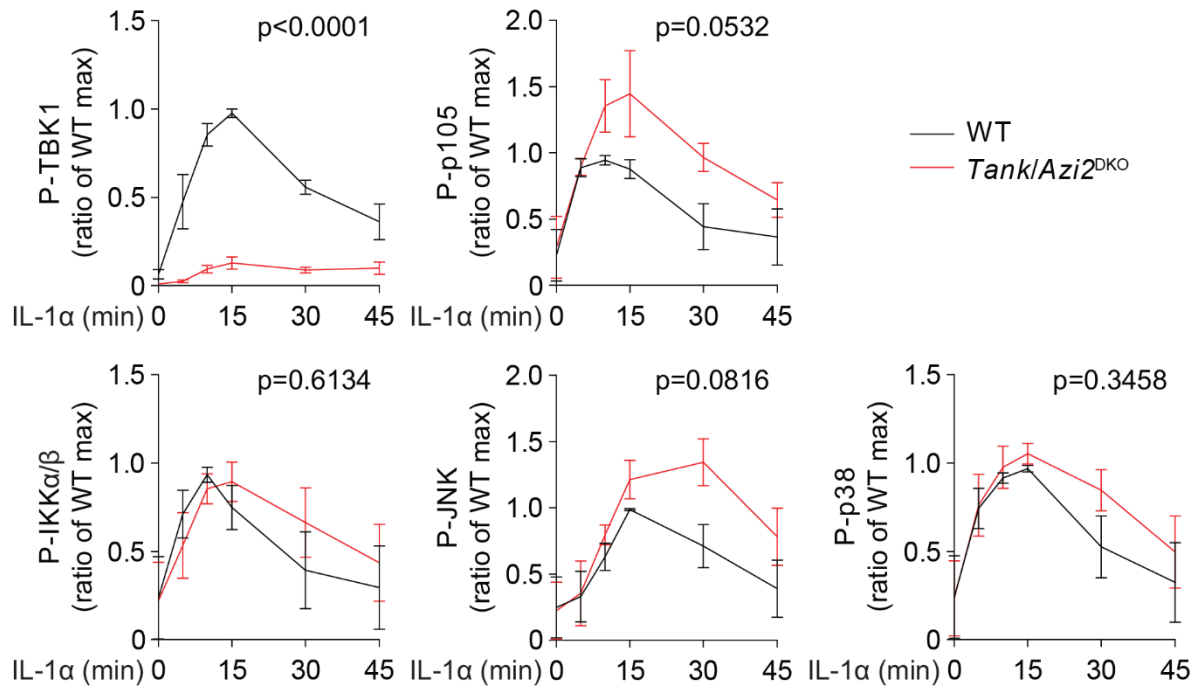 P-TBK1
(ratio of WT max)
1.5
1.0
0.5
0
p<0.0001
IL-1α (min) 0 15 30 45
P-p105
(ratio of WT max)
2.0
1.5
1.0
0.5
0
p=0.0532
IL-1α (min) 0 15 30 45
WT
Tank/Azi2DKO
P-IKKα/β
(ratio of WT max)
1.5
1.0
0.5
0
p=0.6134
IL-1α (min) 0 15 30 45
P-JNK
(ratio of WT max)
2.0
1.5
1.0
0.5
0
p=0.0816
IL-1α (min) 0 15 30 45
P-p38
(ratio of WT max)
1.5
1.0
0.5
0
p=0.3458
IL-1α (min) 0 15 30 45